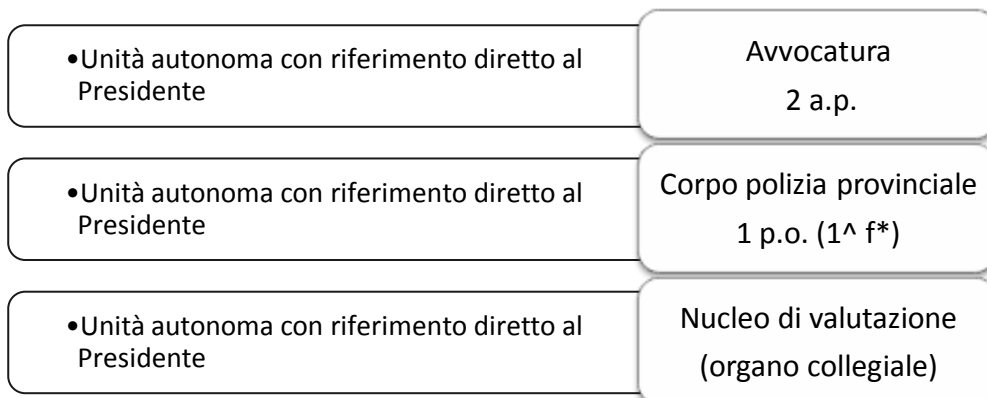 •Unità autonoma con riferimento diretto al
Presidente
Avvocatura
2 a.p.
•Unità autonoma con riferimento diretto al
Presidente
Corpo polizia provinciale
1 p.o. (1^ f*)
•Unità autonoma con riferimento diretto al
Presidente
Nucleo di valutazione
(organo collegiale)